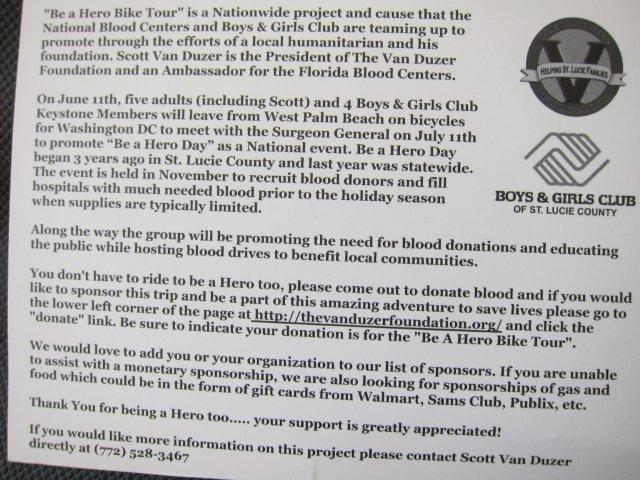 "Be a Hero Bike Tour" is a Nationwide project and cause that the
National Blood Centers and Boys & Girls Club are teaming up to
promote through the efforts of a local humanitarian and his
foundation. Scott Van Duzer is the President of The Van Duzer
Foundation and an Ambassador for the Florida Blood Centers.
On June 11th, five adults (including Scott) and 4 Boys & Girls Club
Keystone Members will leave from West Palm Beach on bicycles
for Washington DC to meet with the Surgeon General on July 11th
to promote "Be a Hero Day" as a National event. Be a Hero Day
began 3 years ago in St. Lucie County and last year was statewide.
The event is held in November to recruit blood donors and fill
hospitals with much needed blood prior to the holiday season
when supplies are typically limited.
V
HELPING ST. LUCIE FAMILIES
BOYS & GIRLS CLUB
OF ST. LUCIE COUNTY
Along the way the group will be promoting the need for blood donations and educating
the public while hosting blood drives to benefit local communities.
You don't have to ride to be a Hero too, please come out to donate blood and if you would
like to sponsor this trip and be a part of this amazing adventure to save lives please go to
the lower left corner of the page at http://thevanduzerfoundation.org/ and click the
"donate" link. Be sure to indicate your donation is for the "Be A Hero Bike Tour".
We would love to add you or your organization to our list of sponsors. If you are unable
to assist with a monetary sponsorship, we are also looking for sponsorships of gas and
food which could be in the form of gift cards from Walmart, Sams Club, Publix, etc.
Thank You for being a Hero too..... your support is greatly appreciated!
If you would like more information on this project please contact Scott Van Duzer
directly at (772) 528-3467